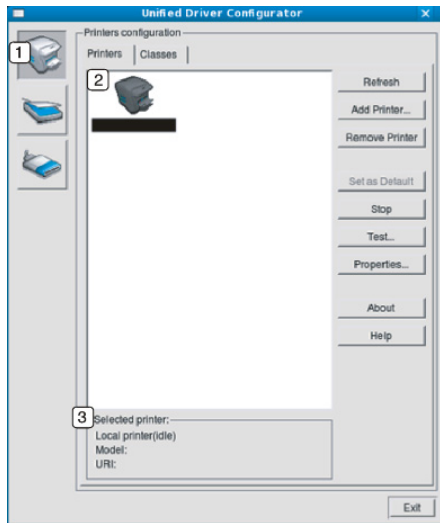 Unified Driver Configurator
Printers configuration
1
Printers
Classes
2
Refresh
Add Printer...
Remove Printer
Set as Default
Stop
Test...
Properties...
About
Help
3
Selected printer:
Local printer(idle)
Model:
URI:
Exit